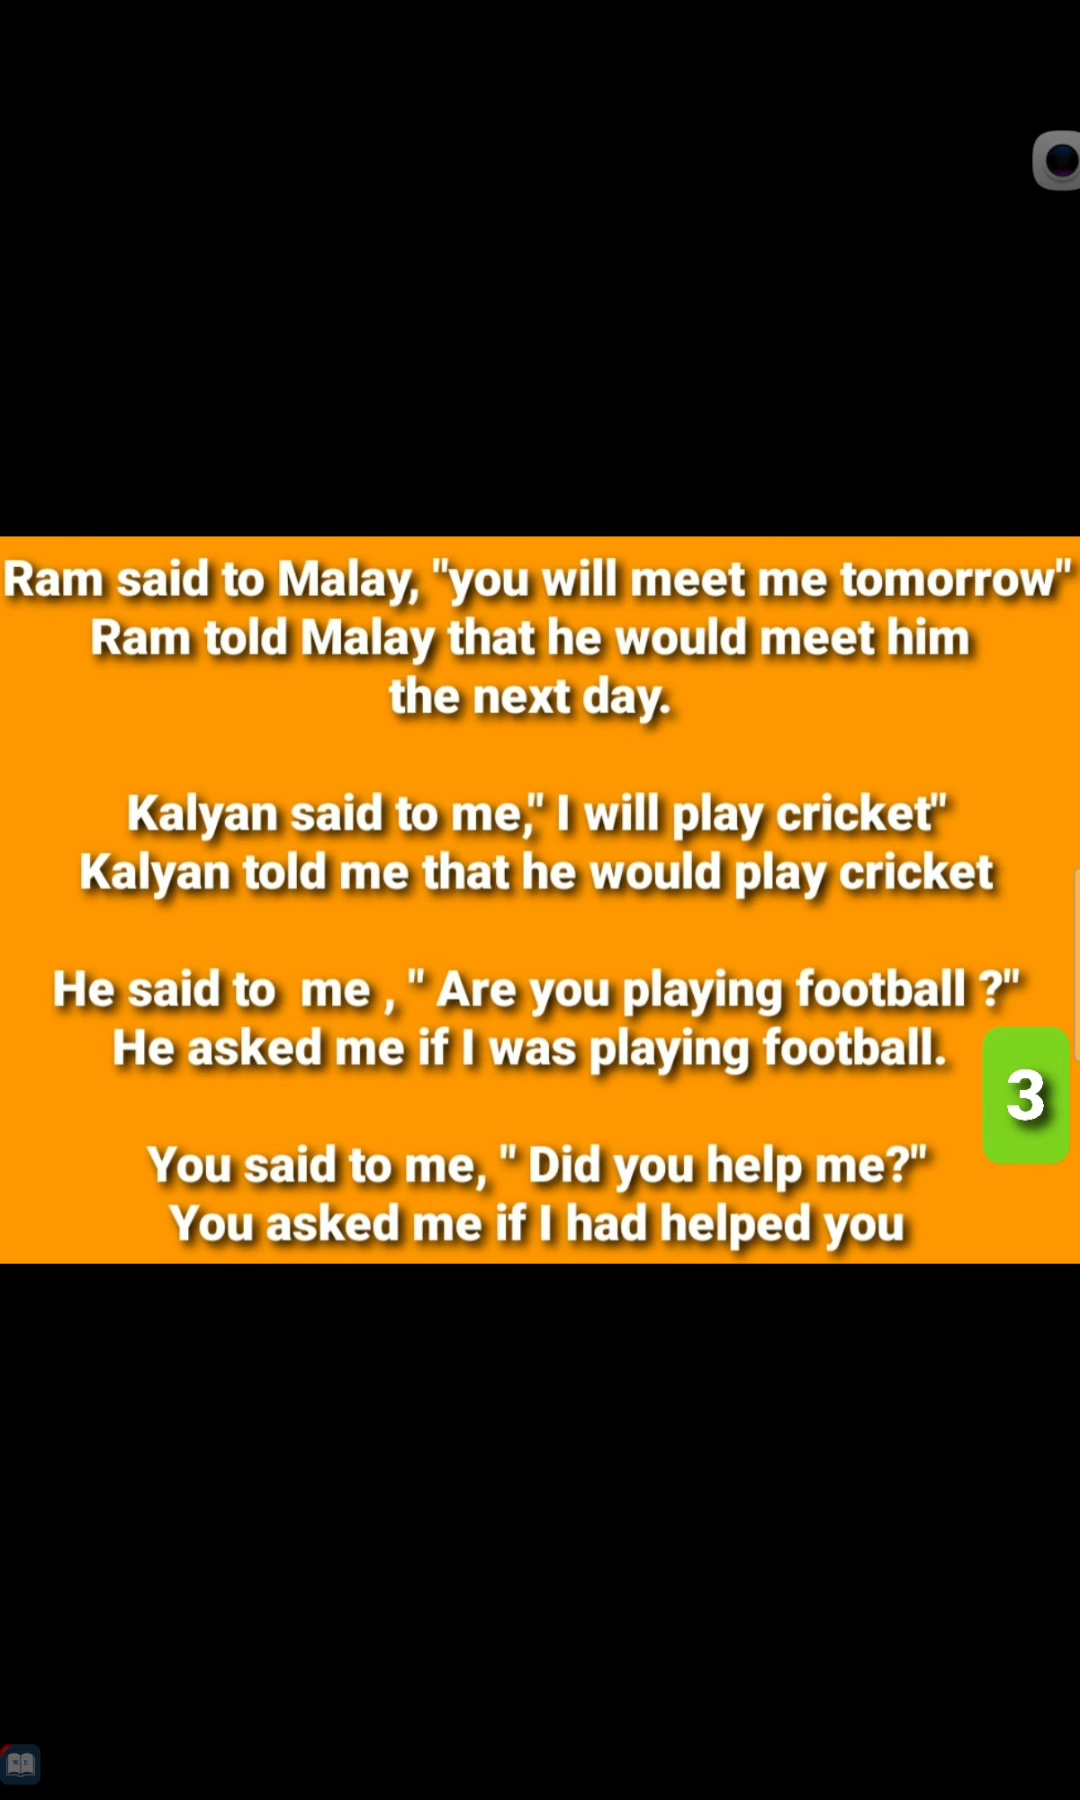 Ram said to Malay, "you will meet me tomorrow"
Ram told Malay that he would meet him
the next day.
Kalyan said to me," I will play cricket"
Kalyan told me that he would play cricket
He said to  me , " Are you playing football ?"
He asked me if I was playing football.
3
You said to me, " Did you help me?"
You asked me if I had helped you